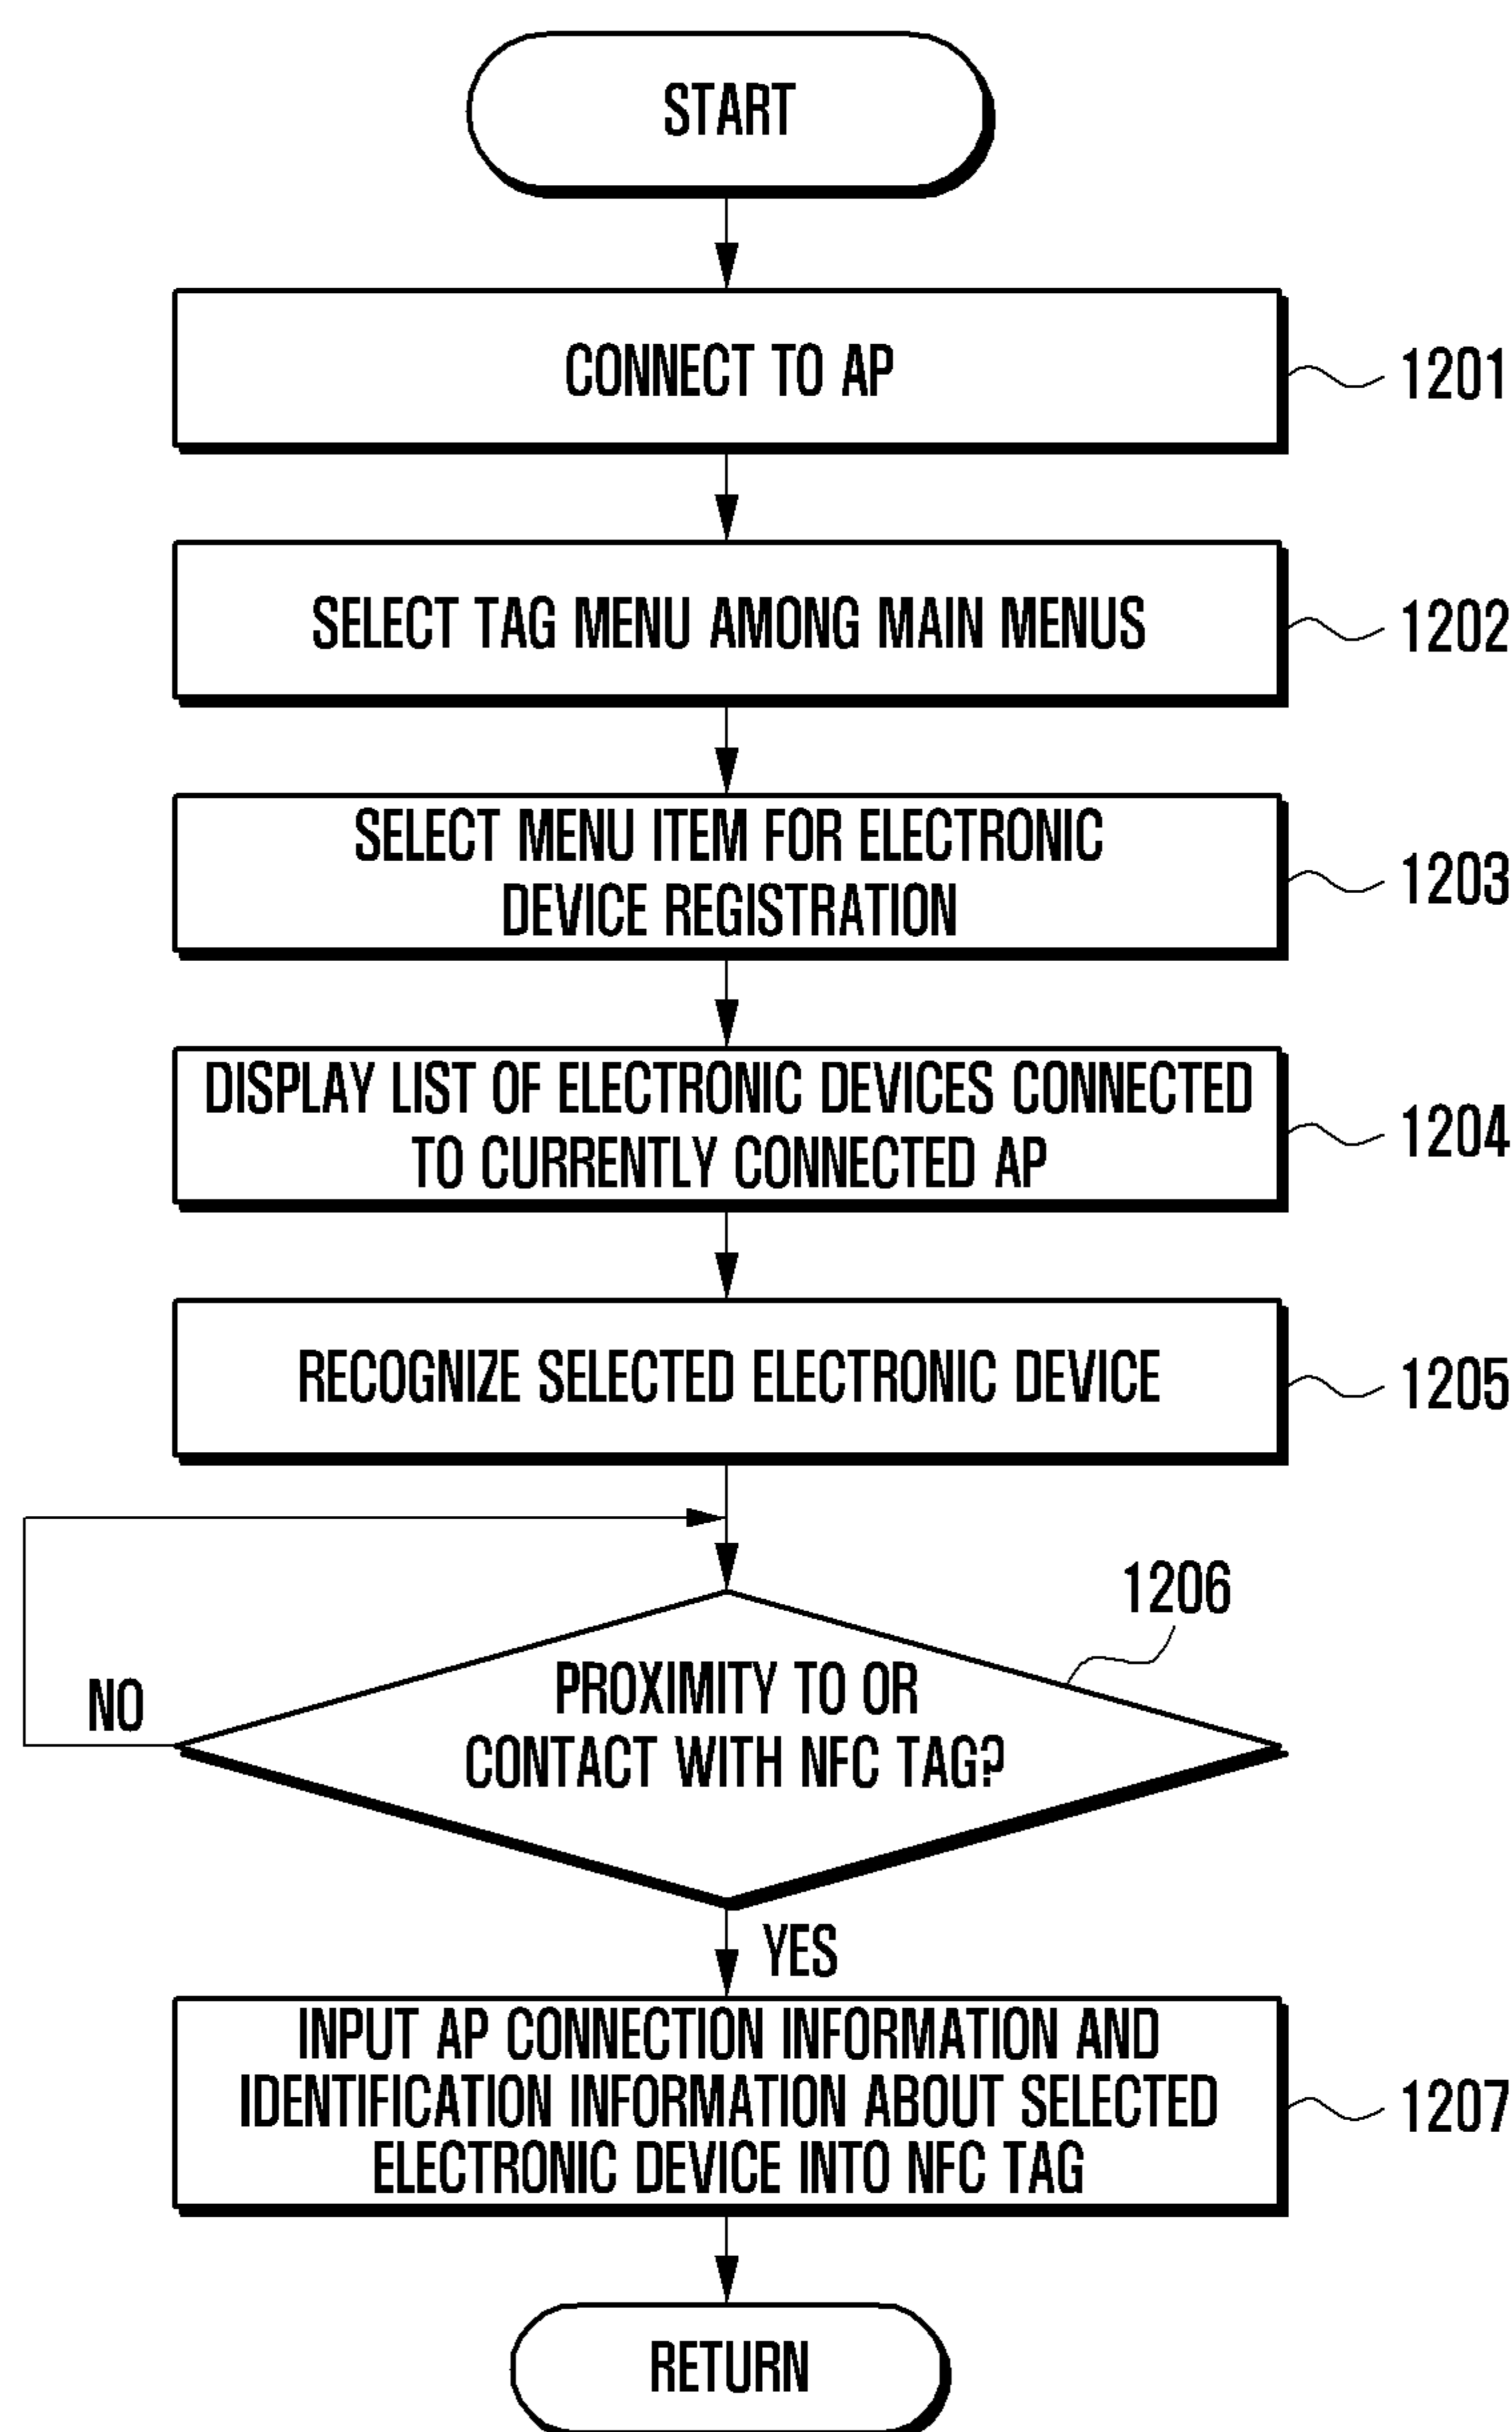 START
CONNECT TO AP
1201
SELECT TAG MENU AMONG MAIN MENUS
1202
SELECT MENU ITEM FOR ELECTRONIC
DEVICE REGISTRATION
1203
DISPLAY LIST OF ELECTRONIC DEVICES CONNECTED
TO CURRENTLY CONNECTED AP
1204
RECOGNIZE SELECTED ELECTRONIC DEVICE
1205
1206
PROXIMITY TO OR
CONTACT WITH NFC TAG?
NO
YES
INPUT AP CONNECTION INFORMATION AND
IDENTIFICATION INFORMATION ABOUT SELECTED
ELECTRONIC DEVICE INTO NFC TAG
1207
RETURN